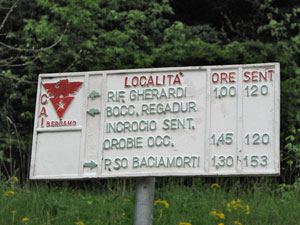 C A I
BERGAMO
LOCALITA' ORE SENT
RIF. GHERARDI 1,00 120
BOCC. REGADUR
INCROCIO SENT.
OROBIE OCC. 1,45 120
P.SO BACIAMORTI 1,30 153